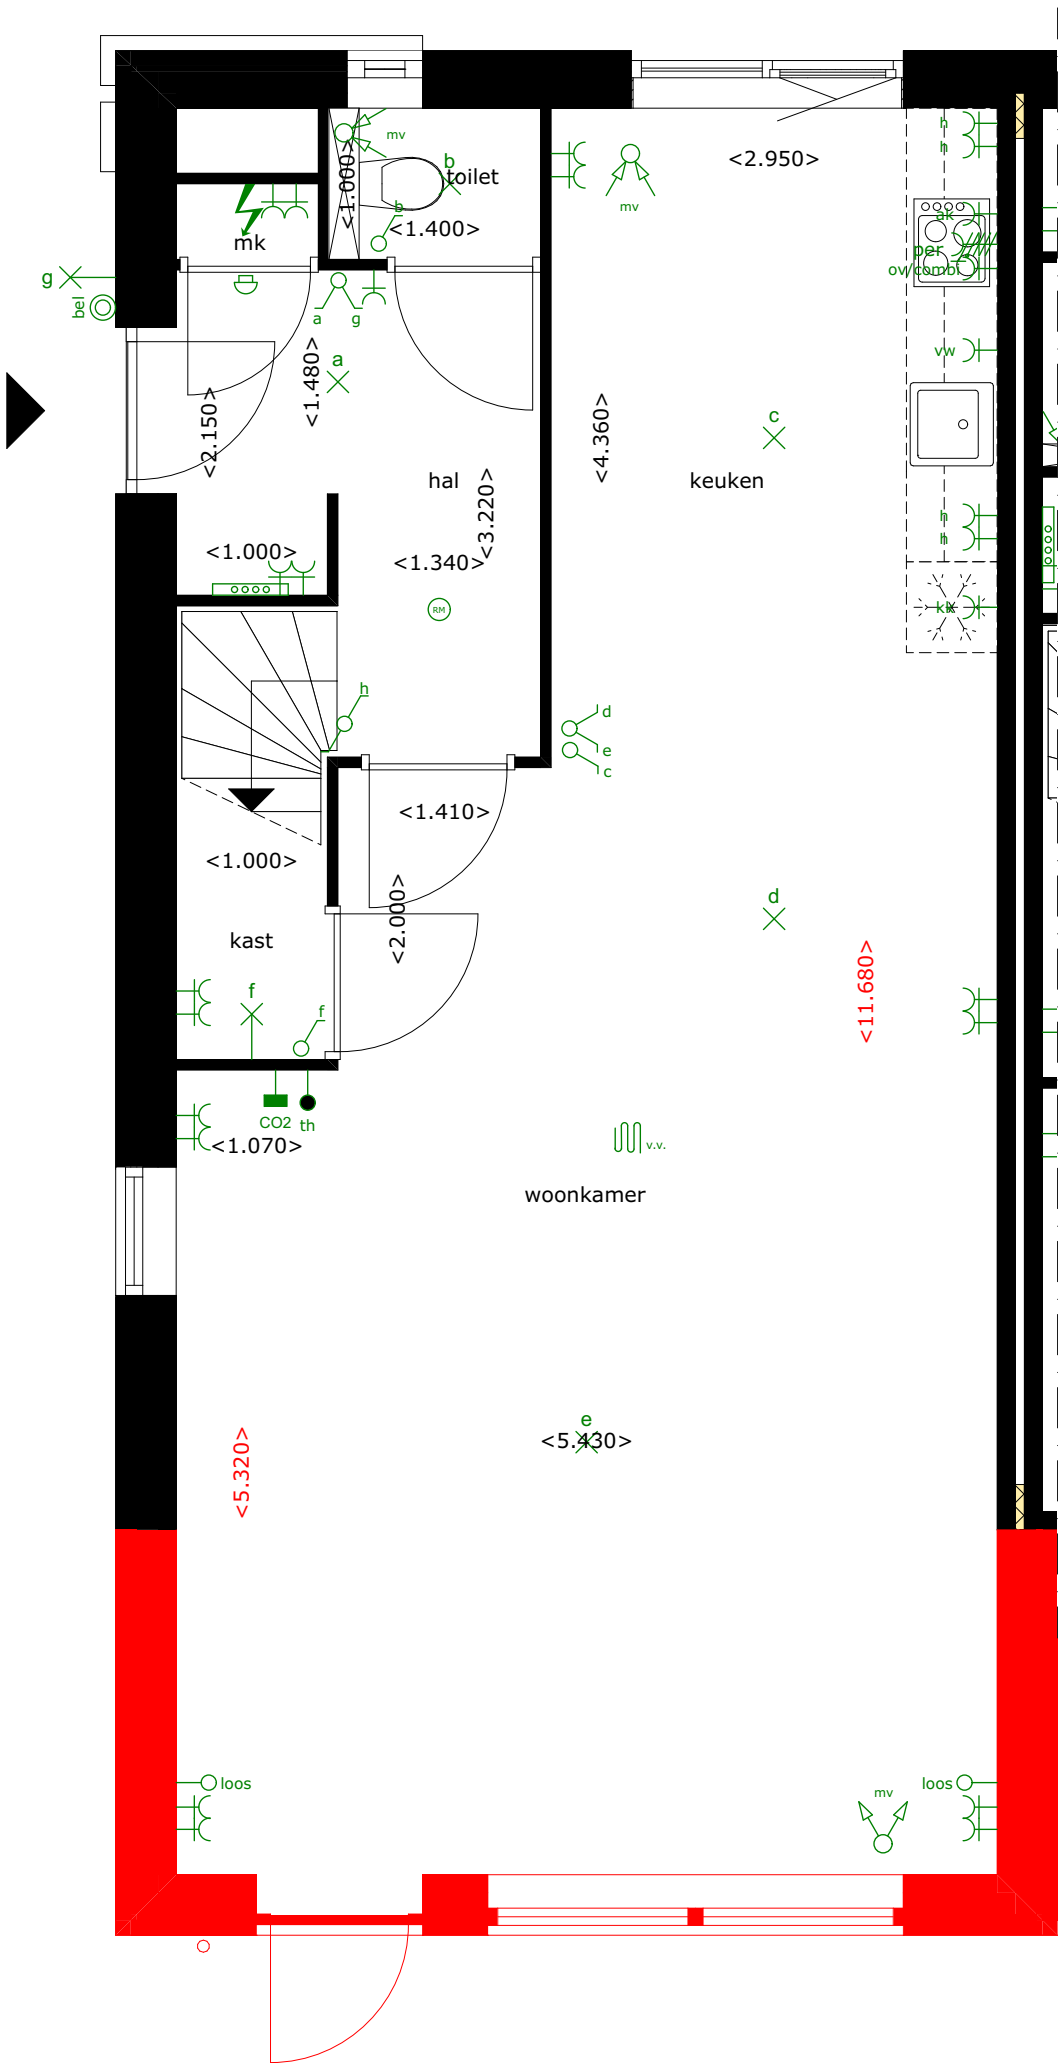 mv
<2.950>
h
h
<1.000>
b
toilet
b
<1.400>
mv
ak
mk
per
ov/combi
g
bel
a
g
<1.480>
a
vw
<2.150>
<4.360>
c
hal
keuken
<3.220>
h
h
<1.000>
<1.340>
RM
kk
h
d
e
c
<1.410>
<1.000>
<2.000>
d
kast
<11.680>
f
f
CO2
th
<1.070>
v.v.
woonkamer
e
<5.430>
<5.320>
loos
loos
mv